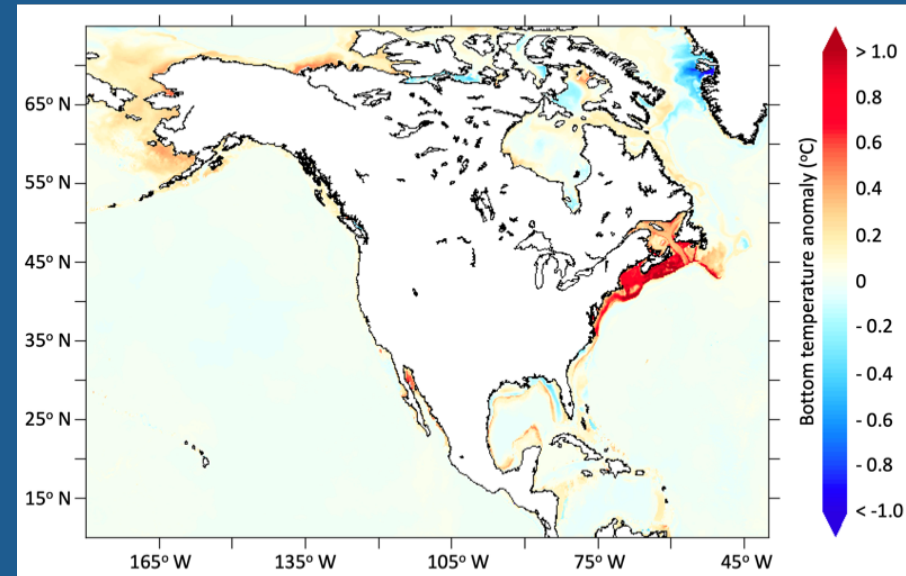 65° N
55° N
45° N
35° N
25° N
15° N
165° W
135° W
105° W
75° W
45° W
Bottom temperature anomaly (°C)
> 1.0
0.8
0.6
0.4
0.2
0
- 0.2
- 0.4
- 0.6
- 0.8
< -1.0